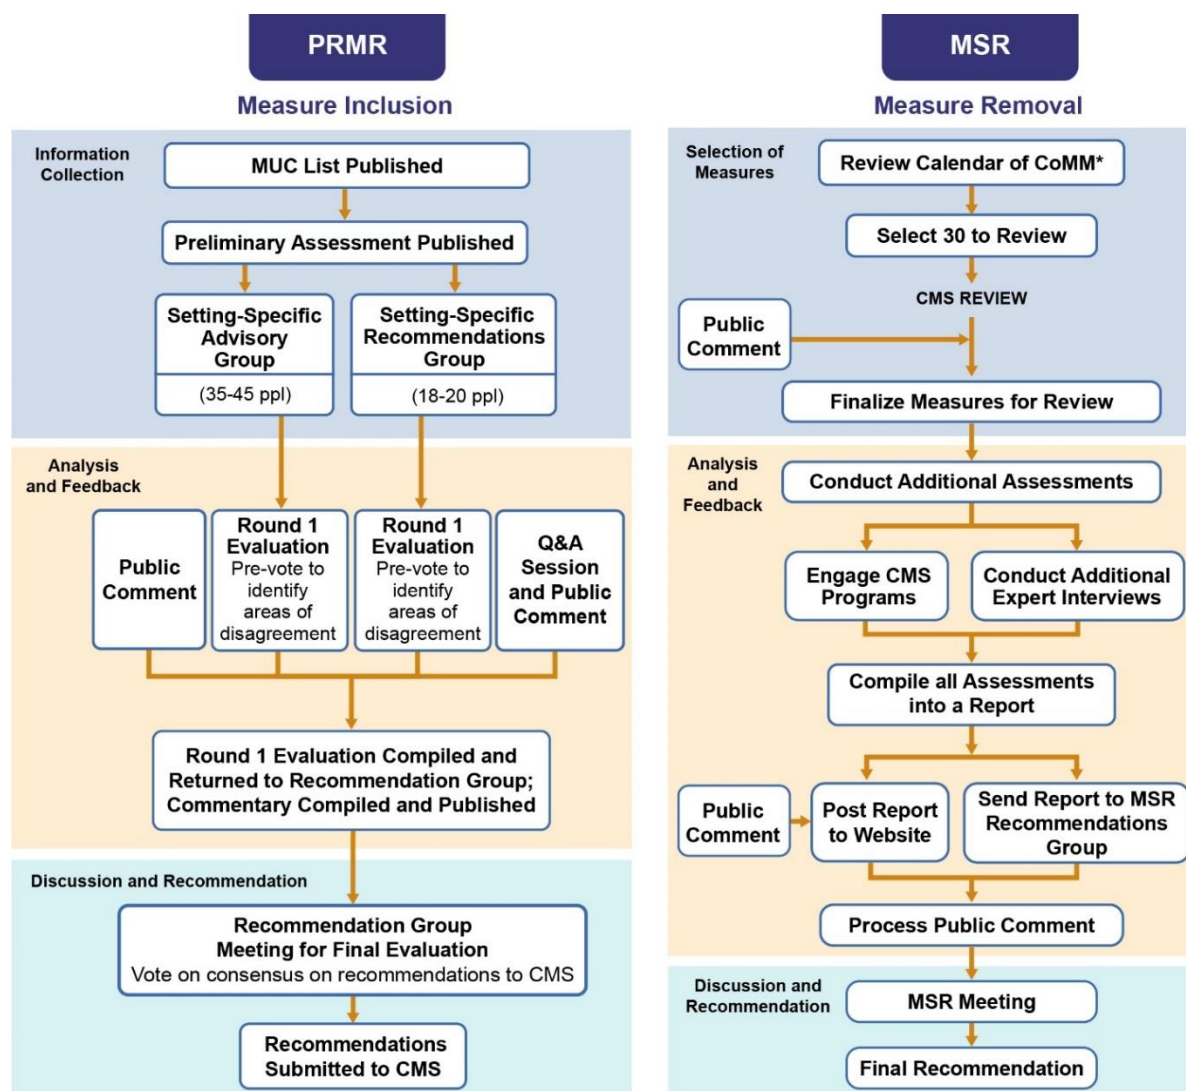 PRMR
Measure Inclusion
Information
Collection
MUC List Published
Preliminary Assessment Published
Setting-Specific
Advisory
Group
(35-45 ppl)
Setting-Specific
Recommendations
Group
(18-20 ppl)
Analysis
and Feedback
Public
Comment
Round 1
Evaluation
Pre-vote to
identify
areas of
disagreement
Round 1
Evaluation
Pre-vote to
identify
areas of
disagreement
Q&A
Session
and Public
Comment
Round 1 Evaluation Compiled and
Returned to Recommendation Group;
Commentary Compiled and Published
Discussion and Recommendation
Recommendation Group
Meeting for Final Evaluation
Vote on consensus on recommendations to CMS
Recommendations
Submitted to CMS
MSR
Measure Removal
Selection of
Measures
Review Calendar of CoMM*
Select 30 to Review
CMS REVIEW
Public
Comment
Finalize Measures for Review
Analysis
and
Feedback
Conduct Additional Assessments
Engage CMS
Programs
Conduct Additional
Expert Interviews
Compile all Assessments
into a Report
Public
Comment
Post Report
to Website
Send Report to MSR
Recommendations
Group
Process Public Comment
Discussion and
Recommendation
MSR Meeting
Final Recommendation